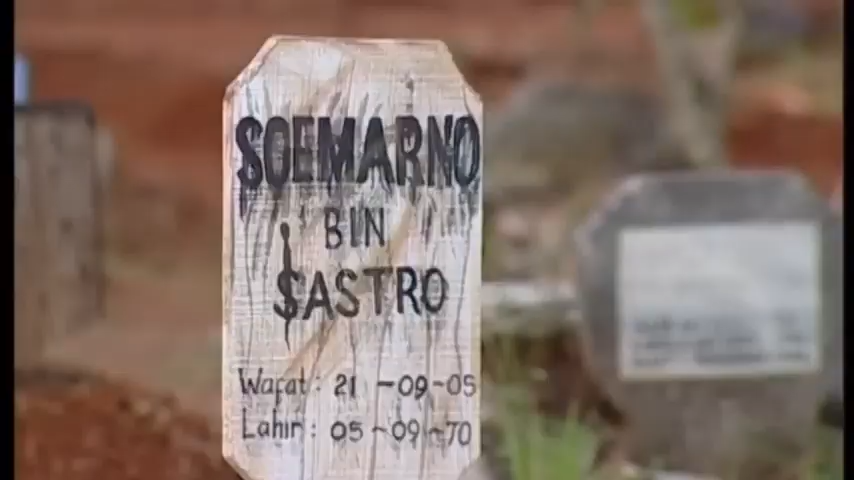 SOEMARNO
BIN
SASTRO
Wafat : 21 -09-05
Lahir : 05-09-70